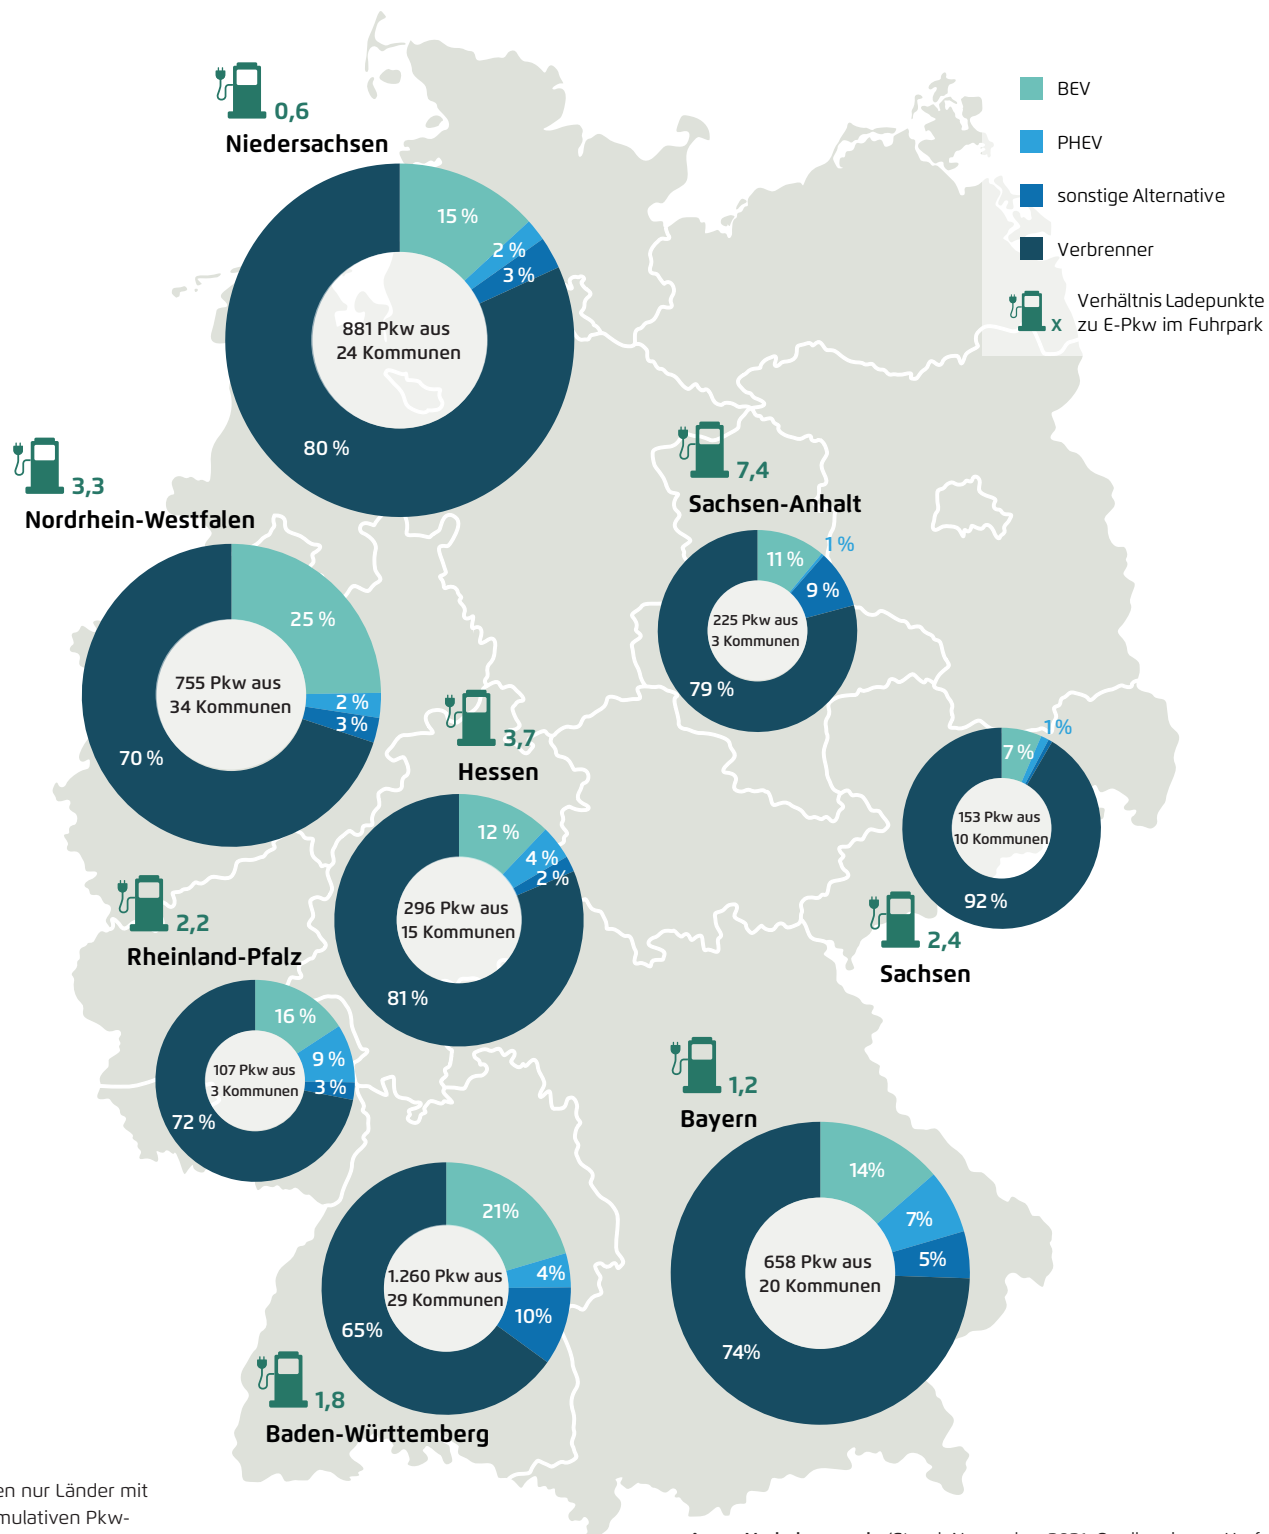 BEV
PHEV
sonstige Alternative
Verbrenner
x
Verhältnis Ladepunkte
zu E-Pkw im Fuhrpark
0,6
Niedersachsen
15 %
2 %
3 %
881 Pkw aus
24 Kommunen
80 %
3,3
Nordrhein-Westfalen
25 %
2 %
3 %
755 Pkw aus
34 Kommunen
70 %
7,4
Sachsen-Anhalt
11 %
1 %
9 %
225 Pkw aus
3 Kommunen
79 %
3,7
Hessen
12 %
4 %
2 %
296 Pkw aus
15 Kommunen
81 %
1 %
7 %
153 Pkw aus
10 Kommunen
92 %
2,4
Sachsen
2,2
Rheinland-Pfalz
16 %
9 %
3 %
107 Pkw aus
3 Kommunen
72 %
1,2
Bayern
14%
7%
5%
658 Pkw aus
20 Kommunen
74%
21%
4%
10%
1.260 Pkw aus
29 Kommunen
65%
1,8
Baden-Württemberg
en nur Länder mit
mulativen Pkw-